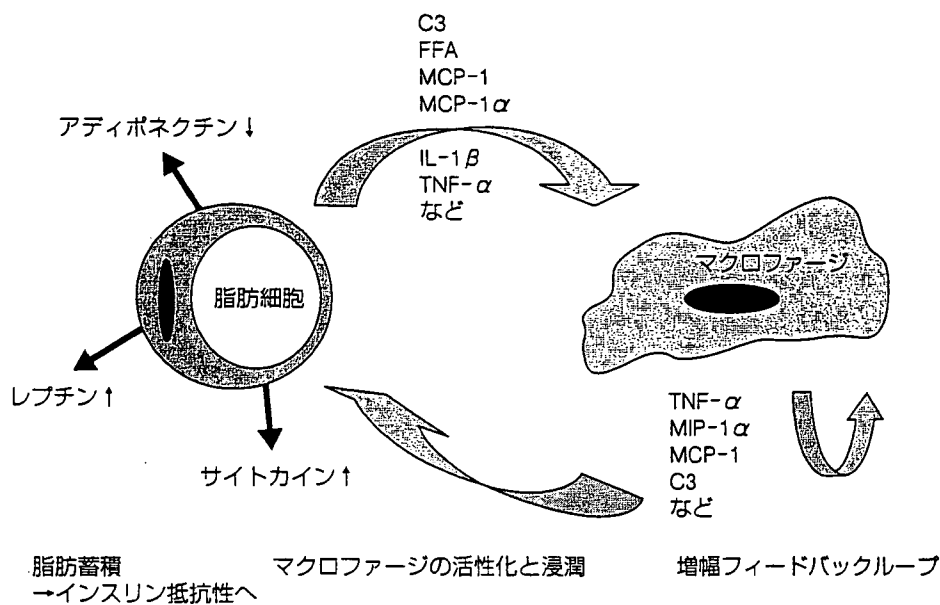 C3
FFA
MCP-1
MCP-1α
アディポネクチン↓
IL-1β
TNF-α
など
マクロファージ
脂肪細胞
レプチン↑
サイトカイン↑
TNF-α
MIP-1α
MCP-1
C3
など
脂肪蓄積
→インスリン抵抗性へ
マクロファージの活性化と浸潤
増幅フィードバックループ